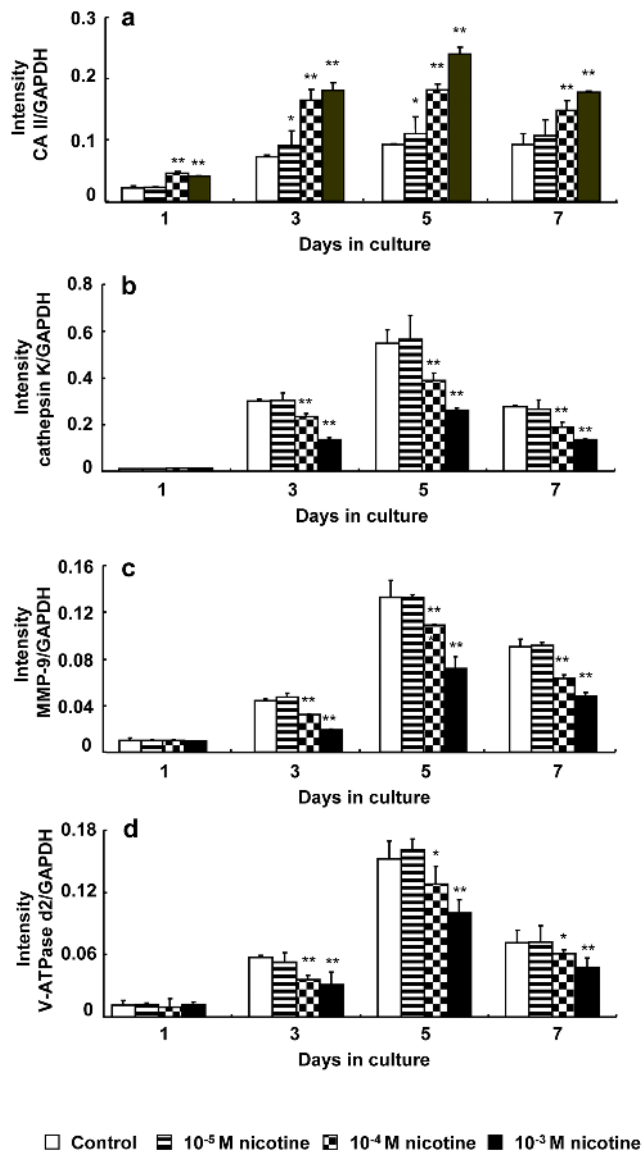 a
Intensity
CA II/GAPDH
0.3
0.2
0.1
0
** **
* ** **
* ** **
** **
1 3 5 7
Days in culture
b
Intensity
cathepsin K/GAPDH
0.8
0.6
0.4
0.2
0
** **
** **
** **
1 3 5 7
Days in culture
c
Intensity
MMP-9/GAPDH
0.16
0.12
0.08
0.04
0
** **
** **
** **
1 3 5 7
Days in culture
d
Intensity
V-ATPase d2/GAPDH
0.18
0.12
0.06
0
** **
* **
* **
1 3 5 7
Days in culture
Control 10⁻⁵ M nicotine 10⁻⁴ M nicotine 10⁻³ M nicotine